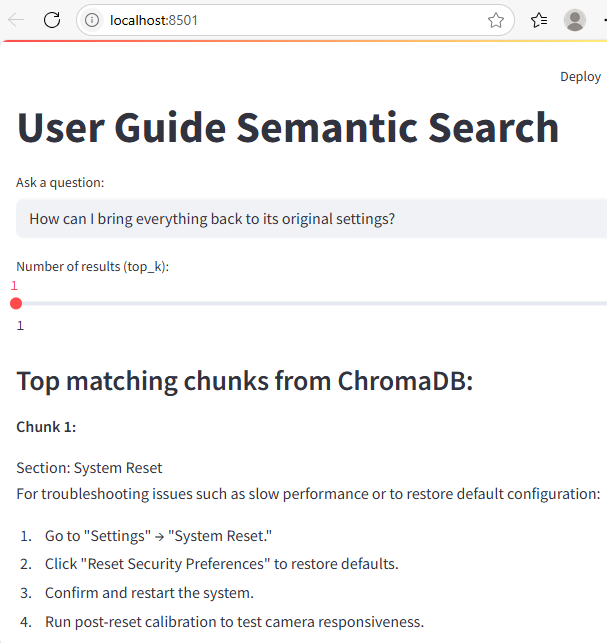 localhost:8501
Deploy
User Guide Semantic Search
Ask a question:
How can I bring everything back to its original settings?
Number of results (top_k):
1
1
Top matching chunks from ChromaDB:
Chunk 1:
Section: System Reset
For troubleshooting issues such as slow performance or to restore default configuration:
1. Go to "Settings" → "System Reset."
2. Click "Reset Security Preferences" to restore defaults.
3. Confirm and restart the system.
4. Run post-reset calibration to test camera responsiveness.